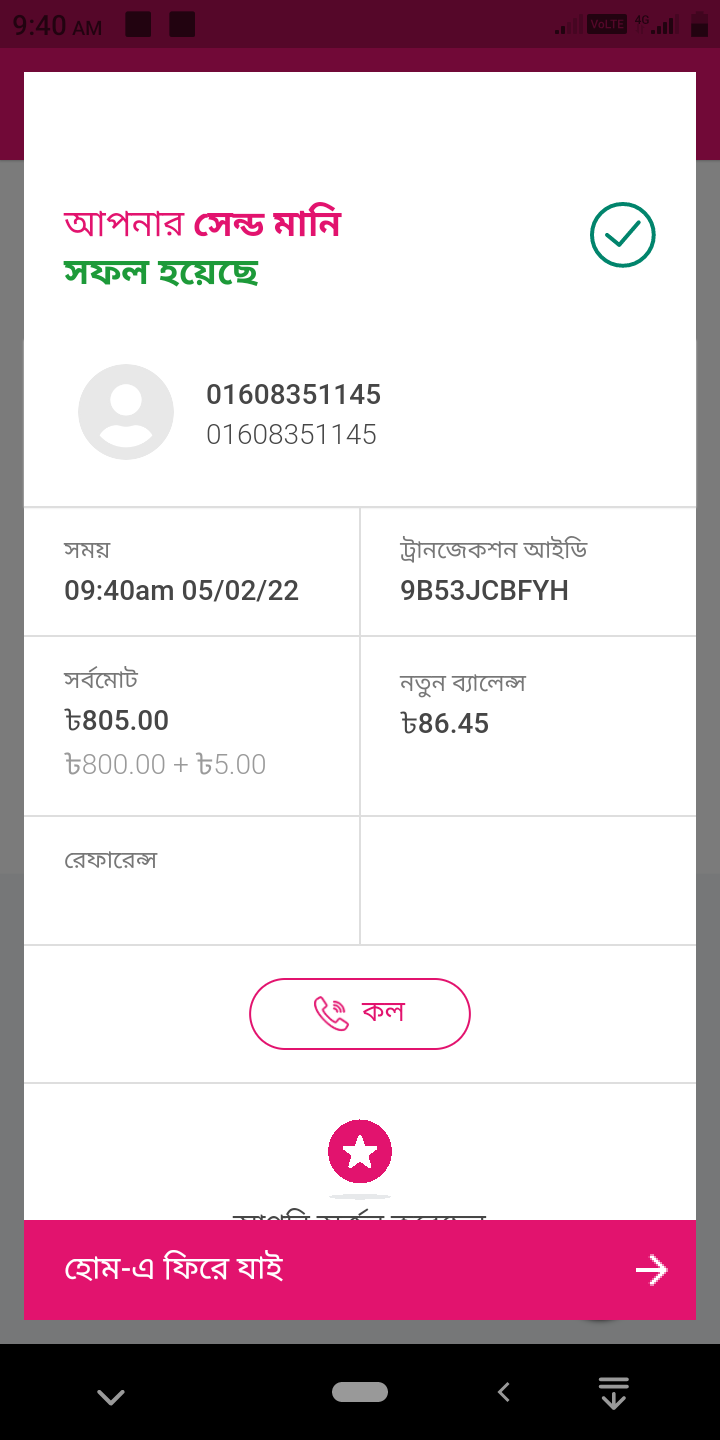 9:40 AM
VoLTE 4G
আপনার সেন্ড মানি
সফল হয়েছে
01608351145
01608351145
সময়
09:40am 05/02/22
ট্রানজেকশন আইডি
9B53JCBFYH
সর্বমোট
৳805.00
৳800.00 + ৳5.00
নতুন ব্যালেন্স
৳86.45
রেফারেন্স
কল
হোম-এ ফিরে যাই